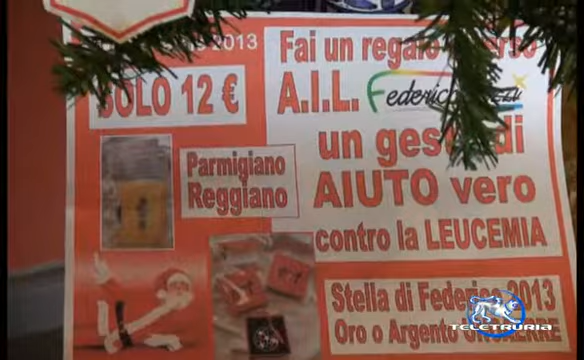 2013
SOLO 12 €
Fai un regalo
A.I.L. Federico
un gesto di
AIUTO vero
contro la LEUCEMIA
Parmigiano
Reggiano
Stella di Federico 2013
Oro o Argento UNOAERRE
TELETRURIA